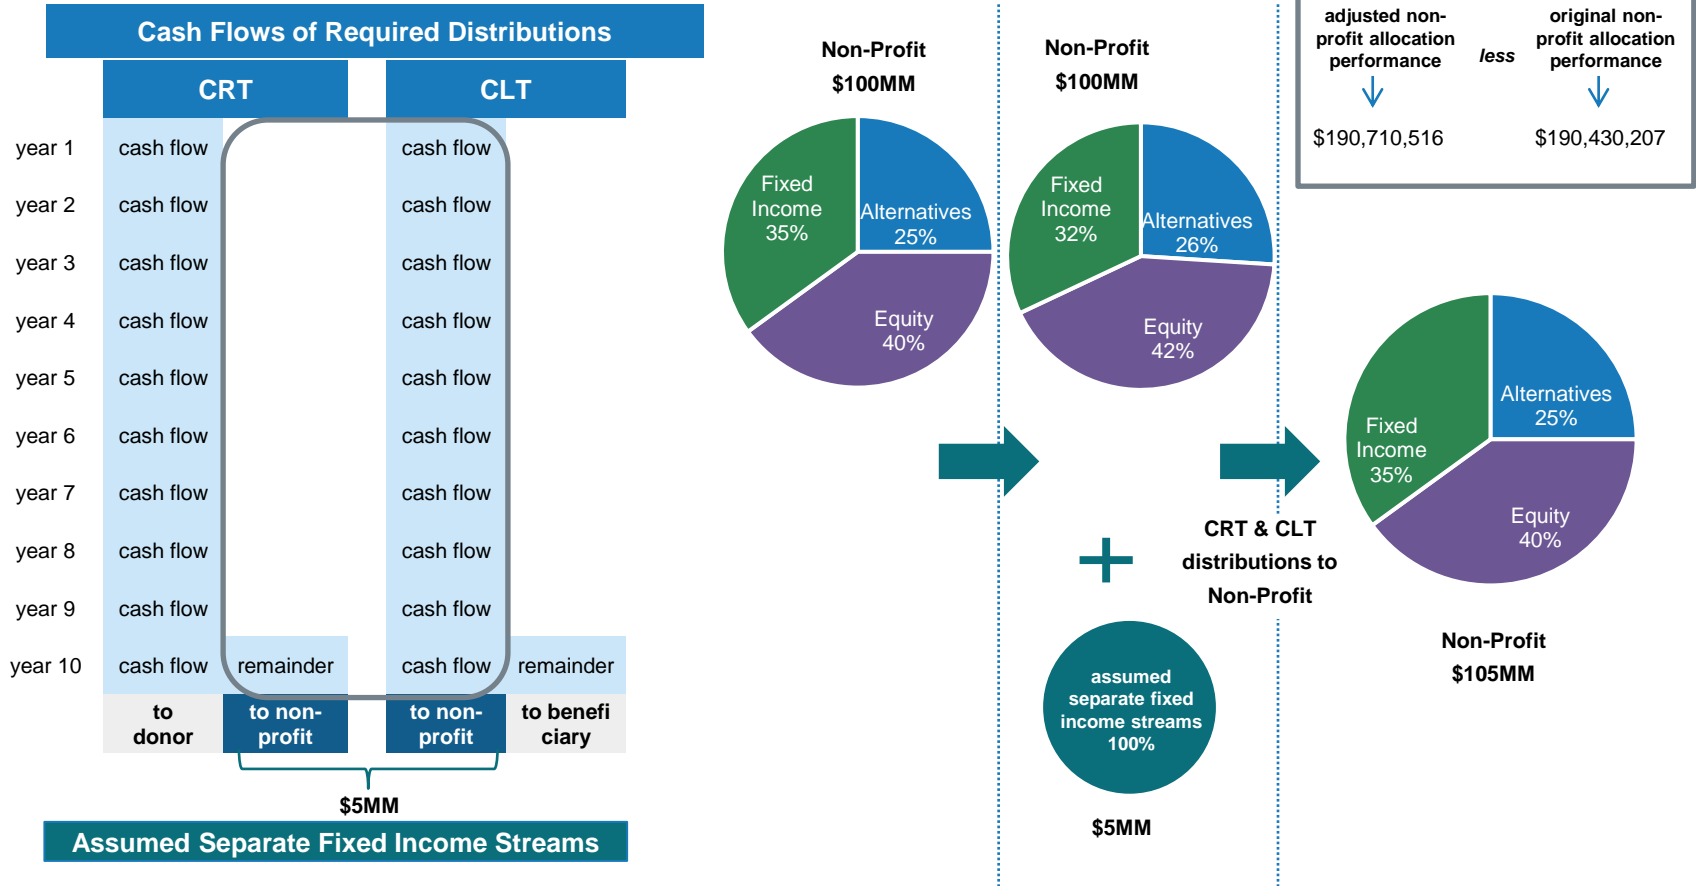 Cash Flows of Required Distributions
CRT
CLT
year 1
cash flow
cash flow
year 2
cash flow
cash flow
year 3
cash flow
cash flow
year 4
cash flow
cash flow
year 5
cash flow
cash flow
year 6
cash flow
cash flow
year 7
cash flow
cash flow
year 8
cash flow
cash flow
year 9
cash flow
cash flow
year 10
cash flow
remainder
cash flow
remainder
to
donor
to non-
profit
to non-
profit
to benefi
ciary
$5MM
Assumed Separate Fixed Income Streams
Non-Profit
$100MM
Fixed
Income
35%
Alternatives
25%
Equity
40%
Non-Profit
$100MM
Fixed
Income
32%
Alternatives
26%
Equity
42%
assumed
separate fixed
income streams
100%
$5MM
CRT & CLT
distributions to
Non-Profit
adjusted non-
profit allocation
performance
less
original non-
profit allocation
performance
$190,710,516
$190,430,207
Alternatives
25%
Fixed
Income
35%
Equity
40%
Non-Profit
$105MM